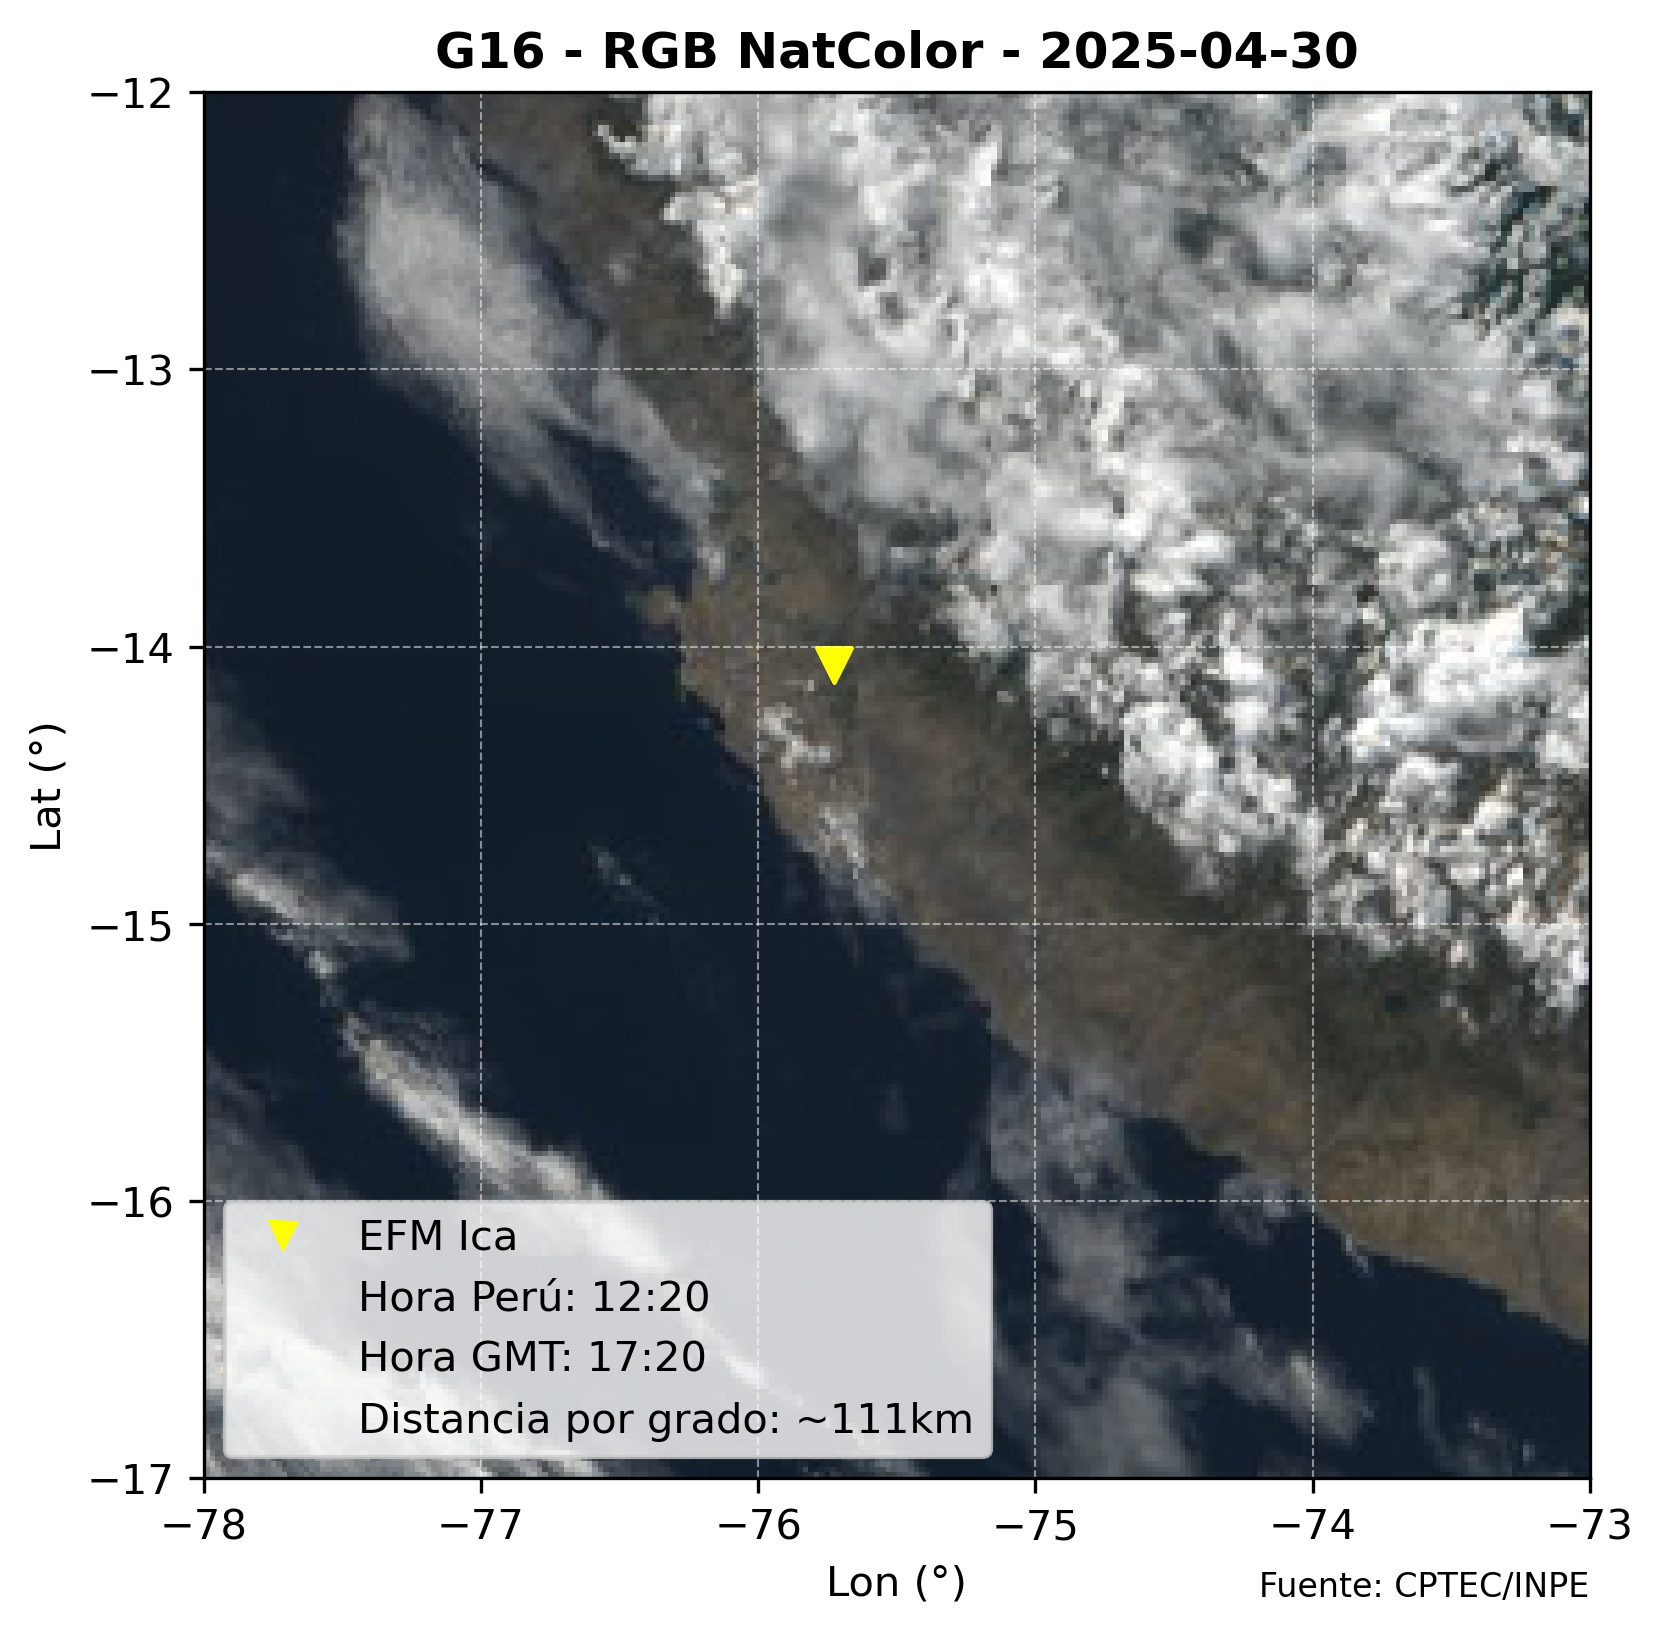 G16 - RGB NatColor - 2025-04-30
−12
−13
−14
−15
−16
−17
Lat (°)
EFM Ica
Hora Perú: 12:20
Hora GMT: 17:20
Distancia por grado: ~111km
−78 −77 −76 −75 −74 −73
Lon (°)
Fuente: CPTEC/INPE